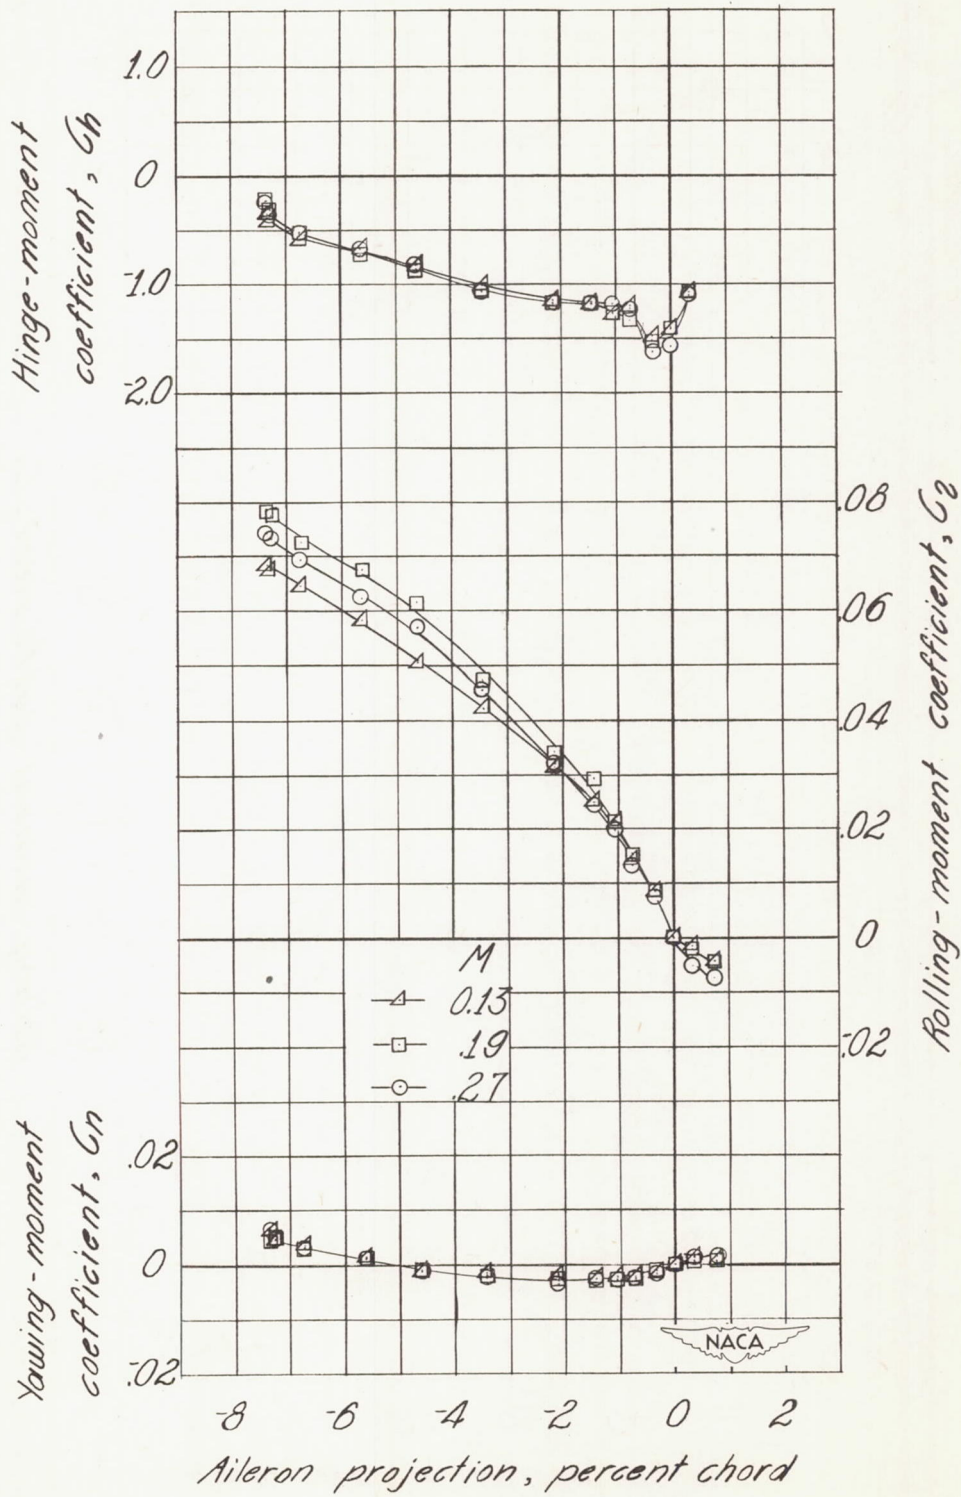 Hinge-moment
coefficient, Ch
1.0
0
-1.0
-2.0
Rolling-moment coefficient, Cl
.08
.06
.04
.02
0
-.02
M
0.13
.19
.27
Yawing-moment
coefficient, Cn
.02
0
-.02
NACA
-8 -6 -4 -2 0 2
Aileron projection, percent chord